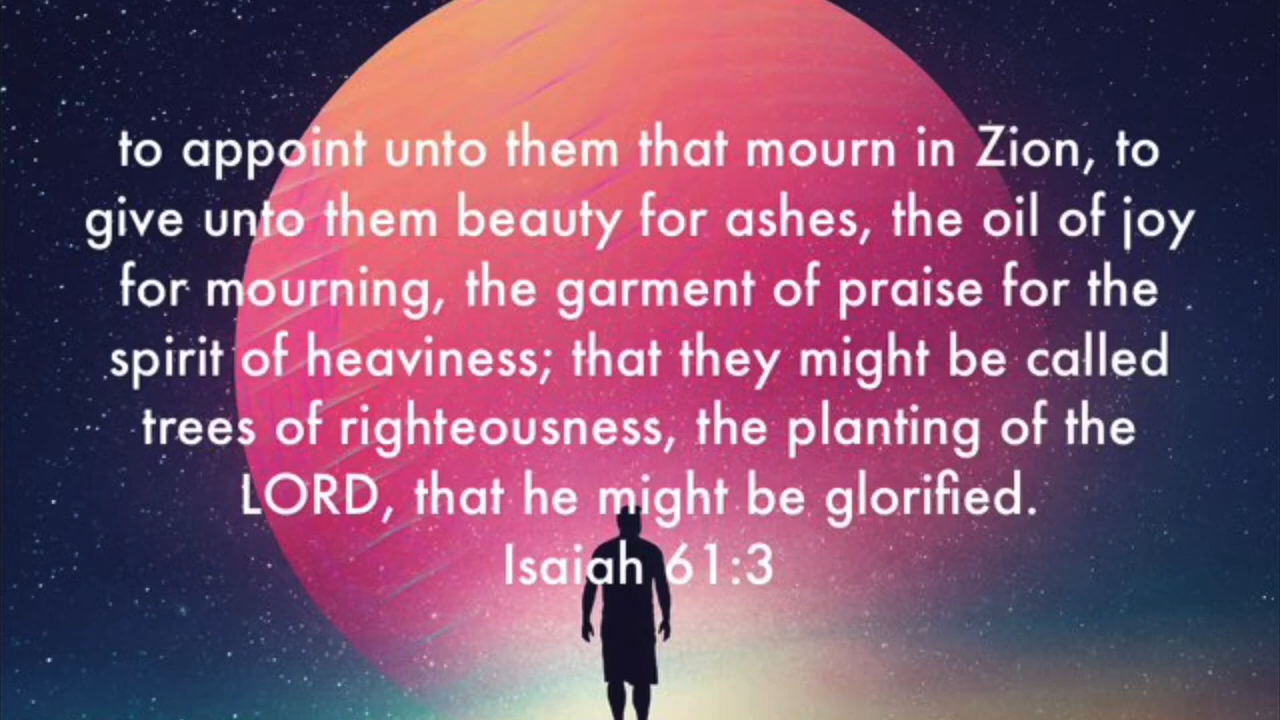 to appoint unto them that mourn in Zion, to
give unto them beauty for ashes, the oil of joy
for mourning, the garment of praise for the
spirit of heaviness; that they might be called
trees of righteousness, the planting of the
LORD, that he might be glorified.
Isaiah 61:3